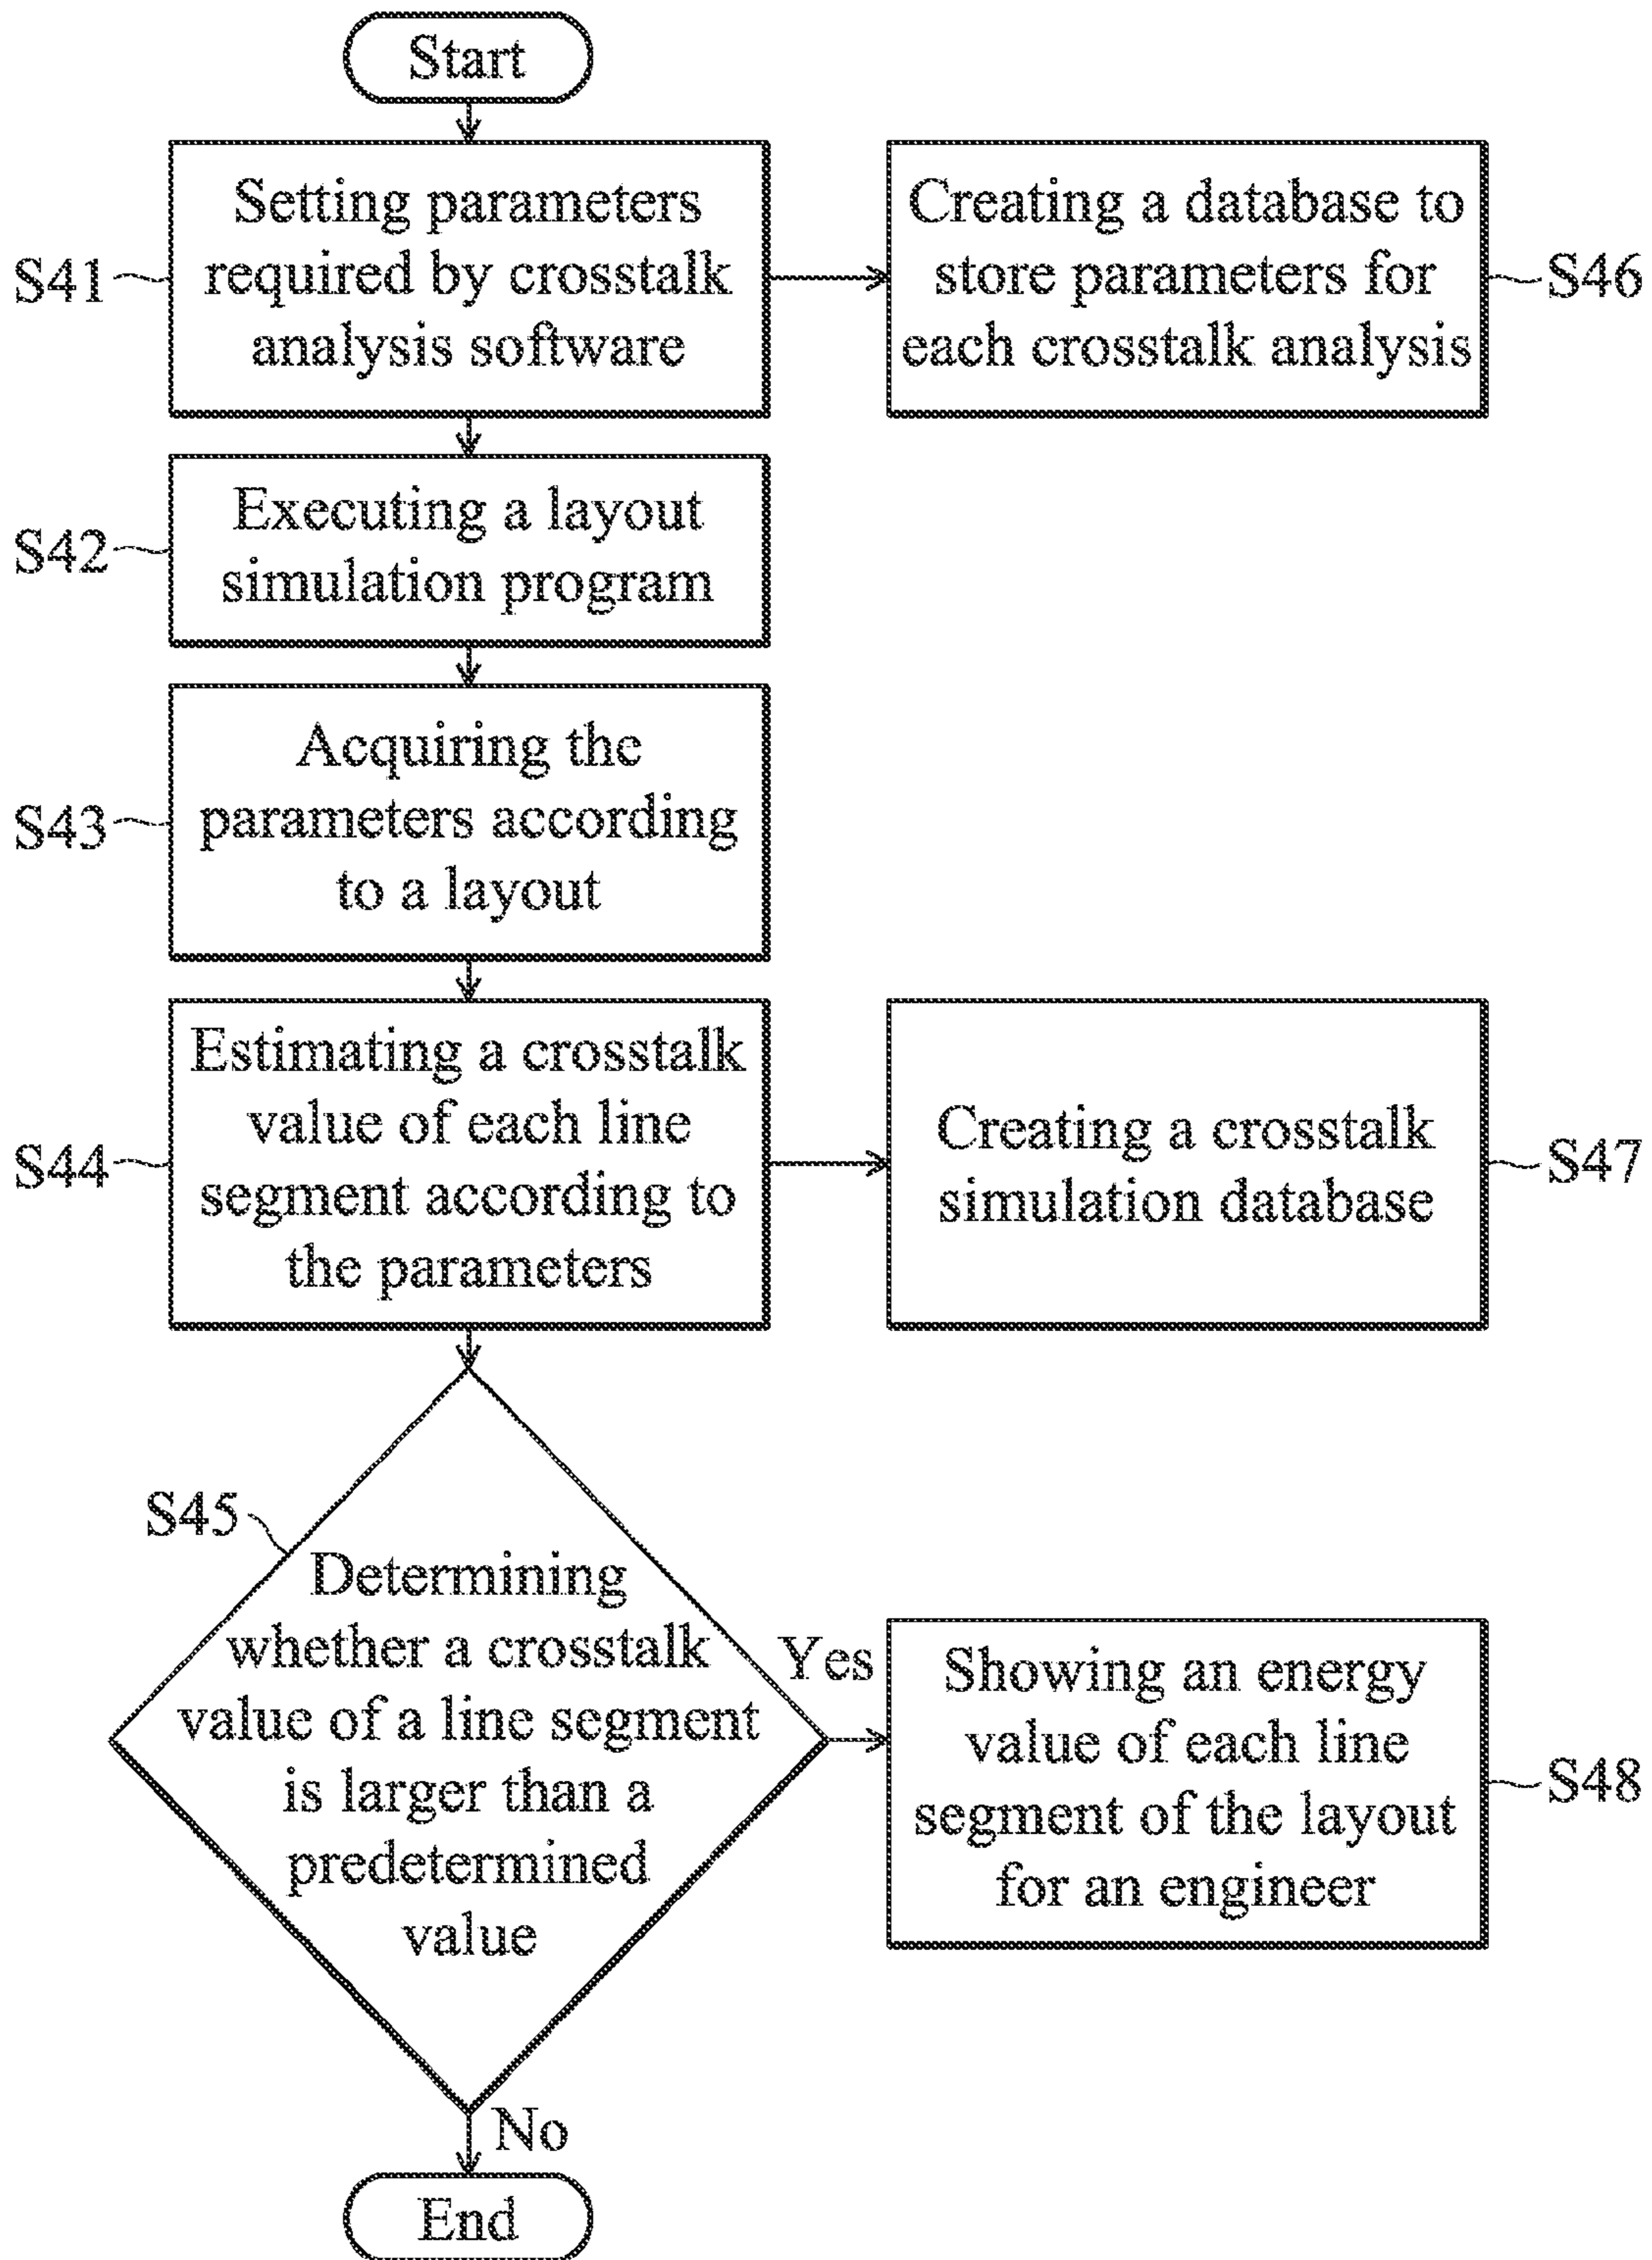 Start
S41
Setting parameters
required by crosstalk
analysis software
Creating a database to
store parameters for
each crosstalk analysis
S46
S42
Executing a layout
simulation program
S43
Acquiring the
parameters according
to a layout
S44
Estimating a crosstalk
value of each line
segment according to
the parameters
Creating a crosstalk
simulation database
S47
S45
Determining
whether a crosstalk
value of a line segment
is larger than a
predetermined
value
Yes
Showing an energy
value of each line
segment of the layout
for an engineer
S48
No
End